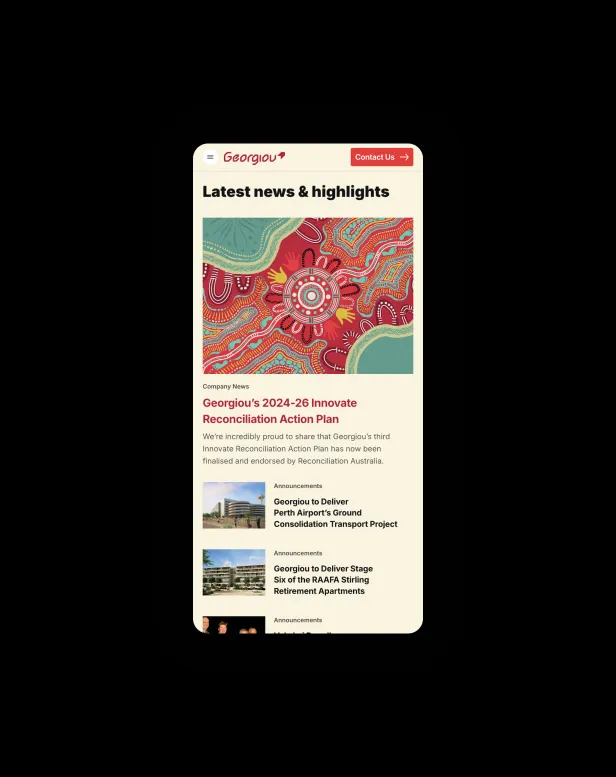 Georgiou
Contact Us
Latest news & highlights
Company News
Georgiou's 2024-26 Innovate
Reconciliation Action Plan
We're incredibly proud to share that Georgiou's third
Innovate Reconciliation Action Plan has now been
finalised and endorsed by Reconciliation Australia.
Announcements
Georgiou to Deliver
Perth Airport's Ground
Consolidation Transport Project
Announcements
Georgiou to Deliver Stage
Six of the RAAFA Stirling
Retirement Apartments
Announcements